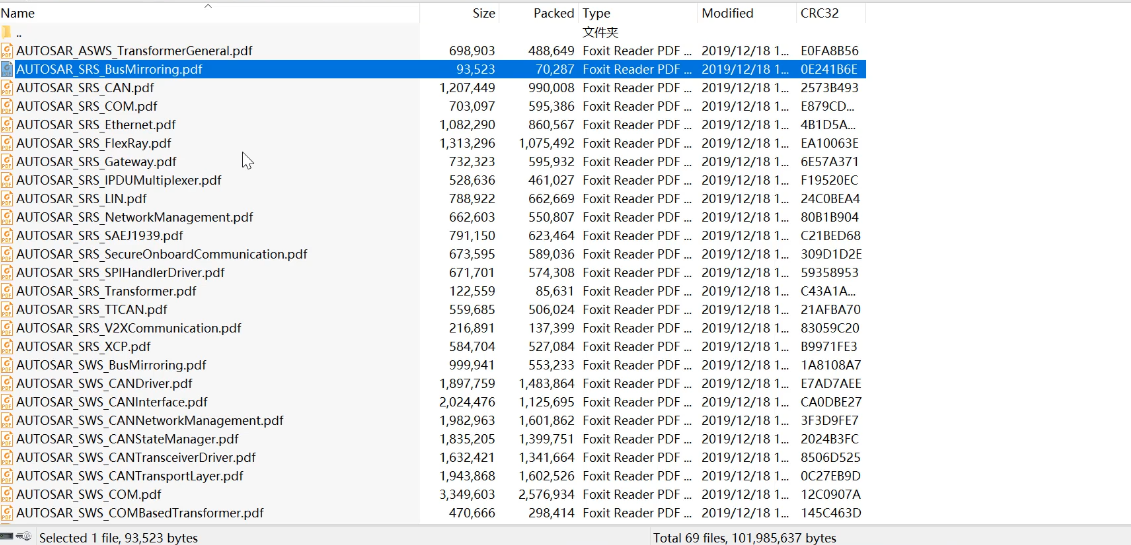 Name Size Packed Type Modified CRC32
.. 文件夹
AUTOSAR_ASWS_TransformerGeneral.pdf 698,903 488,649 Foxit Reader PDF ... 2019/12/18 1... E0FA8B56
AUTOSAR_SRS_BusMirroring.pdf 93,523 70,287 Foxit Reader PDF ... 2019/12/18 1... 0E241B6E
AUTOSAR_SRS_CAN.pdf 1,207,449 990,008 Foxit Reader PDF ... 2019/12/18 1... 2573B493
AUTOSAR_SRS_COM.pdf 703,097 595,386 Foxit Reader PDF ... 2019/12/18 1... E879CD...
AUTOSAR_SRS_Ethernet.pdf 1,082,290 860,567 Foxit Reader PDF ... 2019/12/18 1... 4B1D5A...
AUTOSAR_SRS_FlexRay.pdf 1,313,296 1,075,492 Foxit Reader PDF ... 2019/12/18 1... EA10063E
AUTOSAR_SRS_Gateway.pdf 732,323 595,932 Foxit Reader PDF ... 2019/12/18 1... 6E57A371
AUTOSAR_SRS_IPDUMultiplexer.pdf 528,636 461,027 Foxit Reader PDF ... 2019/12/18 1... F19520EC
AUTOSAR_SRS_LIN.pdf 788,922 662,669 Foxit Reader PDF ... 2019/12/18 1... 24C0BEA4
AUTOSAR_SRS_NetworkManagement.pdf 662,603 550,807 Foxit Reader PDF ... 2019/12/18 1... 80B1B904
AUTOSAR_SRS_SAEJ1939.pdf 791,150 623,464 Foxit Reader PDF ... 2019/12/18 1... C21BED68
AUTOSAR_SRS_SecureOnboardCommunication.pdf 673,595 589,036 Foxit Reader PDF ... 2019/12/18 1... 309D1D2E
AUTOSAR_SRS_SPIHandlerDriver.pdf 671,701 574,308 Foxit Reader PDF ... 2019/12/18 1... 59358953
AUTOSAR_SRS_Transformer.pdf 122,559 85,631 Foxit Reader PDF ... 2019/12/18 1... C43A1A...
AUTOSAR_SRS_TTCAN.pdf 559,685 506,024 Foxit Reader PDF ... 2019/12/18 1... 21AFBA70
AUTOSAR_SRS_V2XCommunication.pdf 216,891 137,399 Foxit Reader PDF ... 2019/12/18 1... 83059C20
AUTOSAR_SRS_XCP.pdf 584,704 527,084 Foxit Reader PDF ... 2019/12/18 1... B9971FE3
AUTOSAR_SWS_BusMirroring.pdf 999,941 553,233 Foxit Reader PDF ... 2019/12/18 1... 1A8108A7
AUTOSAR_SWS_CANDriver.pdf 1,897,759 1,483,864 Foxit Reader PDF ... 2019/12/18 1... E7AD7AEE
AUTOSAR_SWS_CANInterface.pdf 2,024,476 1,125,695 Foxit Reader PDF ... 2019/12/18 1... CA0DBE27
AUTOSAR_SWS_CANNetworkManagement.pdf 1,982,963 1,601,862 Foxit Reader PDF ... 2019/12/18 1... 3F3D9FE7
AUTOSAR_SWS_CANStateManager.pdf 1,835,205 1,399,751 Foxit Reader PDF ... 2019/12/18 1... 2024B3FC
AUTOSAR_SWS_CANTransceiverDriver.pdf 1,632,421 1,341,664 Foxit Reader PDF ... 2019/12/18 1... 8506D525
AUTOSAR_SWS_CANTransportLayer.pdf 1,943,868 1,602,526 Foxit Reader PDF ... 2019/12/18 1... 0C27EB9D
AUTOSAR_SWS_COM.pdf 3,349,603 2,576,934 Foxit Reader PDF ... 2019/12/18 1... 12C0907A
AUTOSAR_SWS_COMBasedTransformer.pdf 470,666 298,414 Foxit Reader PDF ... 2019/12/18 1... 145C463D
Selected 1 file, 93,523 bytes Total 69 files, 101,985,637 bytes